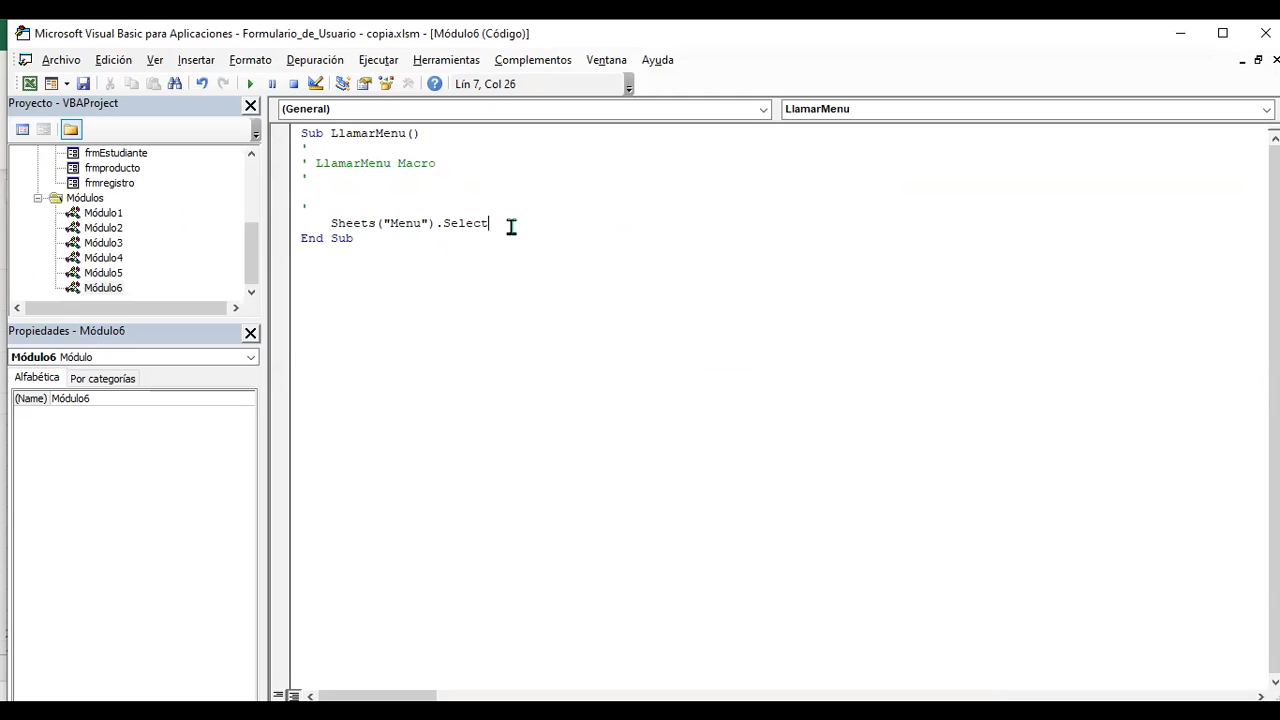 Microsoft Visual Basic para Aplicaciones - Formulario_de_Usuario - copia.xlsm - [Módulo6 (Código)]
Archivo Edición Ver Insertar Formato Depuración Ejecutar Herramientas Complementos Ventana Ayuda
Lín 7, Col 26
Proyecto - VBAProject
frmEstudiante
frmproducto
frmregistro
Módulos
Módulo1
Módulo2
Módulo3
Módulo4
Módulo5
Módulo6
Propiedades - Módulo6
Módulo6 Módulo
Alfabética Por categorías
(Name) Módulo6
(General) LlamarMenu
Sub LlamarMenu()
'
' LlamarMenu Macro
'
'
Sheets("Menu").Select
End Sub